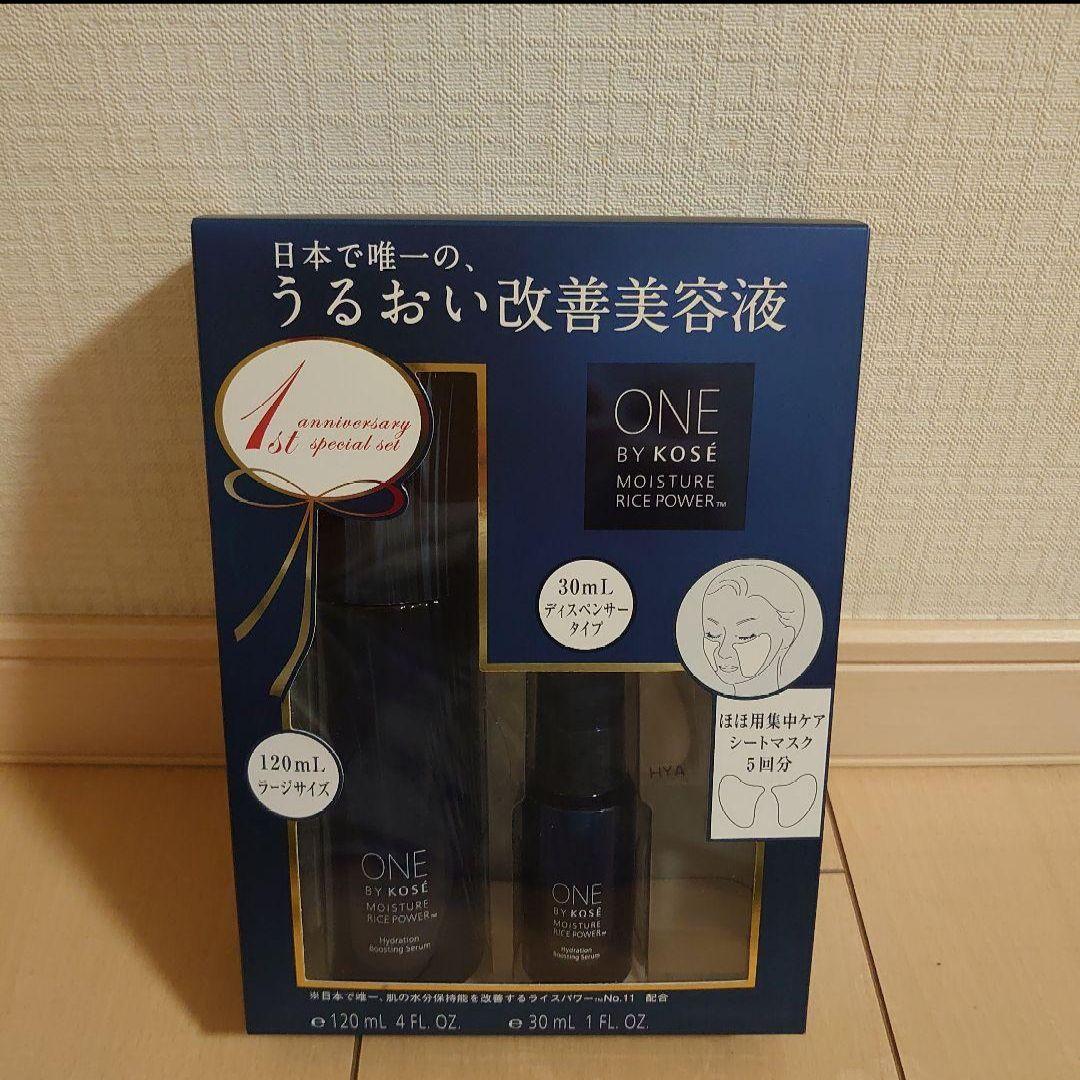 日本で唯一の、
うるおい改善美容液
1st anniversary
special set
ONE
BY KOSÉ
MOISTURE
RICE POWER™
30mL
ディスペンサー
タイプ
ほほ用集中ケア
シートマスク
5回分
120mL
ラージサイズ
HYA
ONE
BY KOSÉ
MOISTURE
RICE POWER™
Hydration
Boosting Serum
ONE
BY KOSÉ
MOISTURE
RICE POWER™
Hydration
Boosting Serum
※日本で唯一、肌の水分保持能を改善するライスパワー™No.11 配合
℮ 120 mL 4 FL. OZ. ℮ 30 mL 1 FL. OZ.